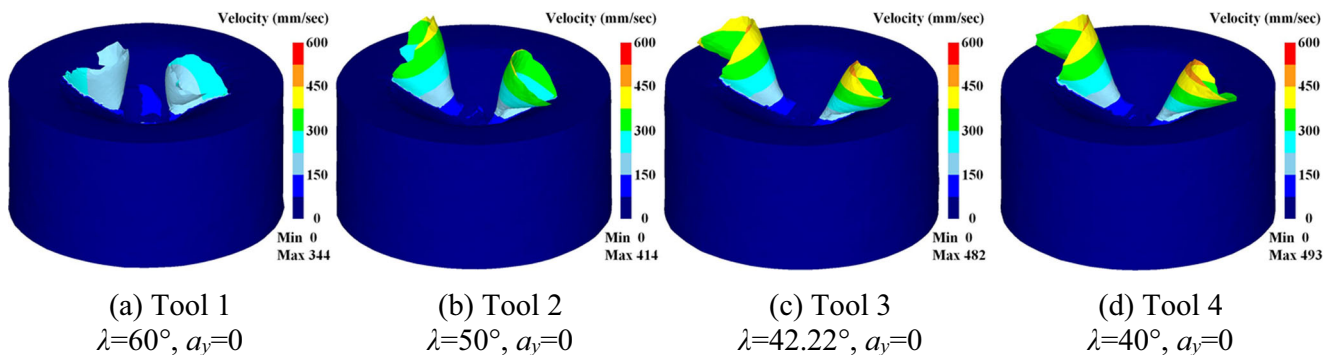 Velocity (mm/sec)
600
450
300
150
0
Min 0
Max 344
Velocity (mm/sec)
600
450
300
150
0
Min 0
Max 414
Velocity (mm/sec)
600
450
300
150
0
Min 0
Max 482
Velocity (mm/sec)
600
450
300
150
0
Min 0
Max 493
(a) Tool 1
λ=60°, ay=0
(b) Tool 2
λ=50°, ay=0
(c) Tool 3
λ=42.22°, ay=0
(d) Tool 4
λ=40°, ay=0